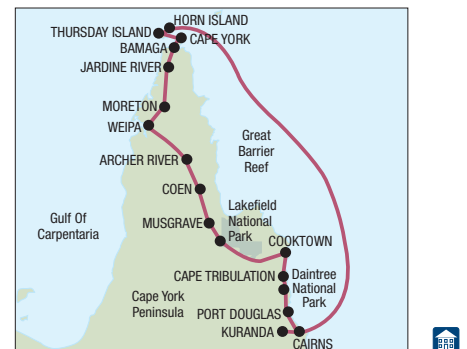 HORN ISLAND
THURSDAY ISLAND
CAPE YORK
BAMAGA
JARDINE RIVER
MORETON
WEIPA
Great
Barrier
Reef
ARCHER RIVER
COEN
Lakefield
National
Park
Gulf Of
Carpentaria
MUSGRAVE
COOKTOWN
CAPE TRIBULATION
Daintree
National
Park
Cape York
Peninsula
PORT DOUGLAS
KURANDA
CAIRNS